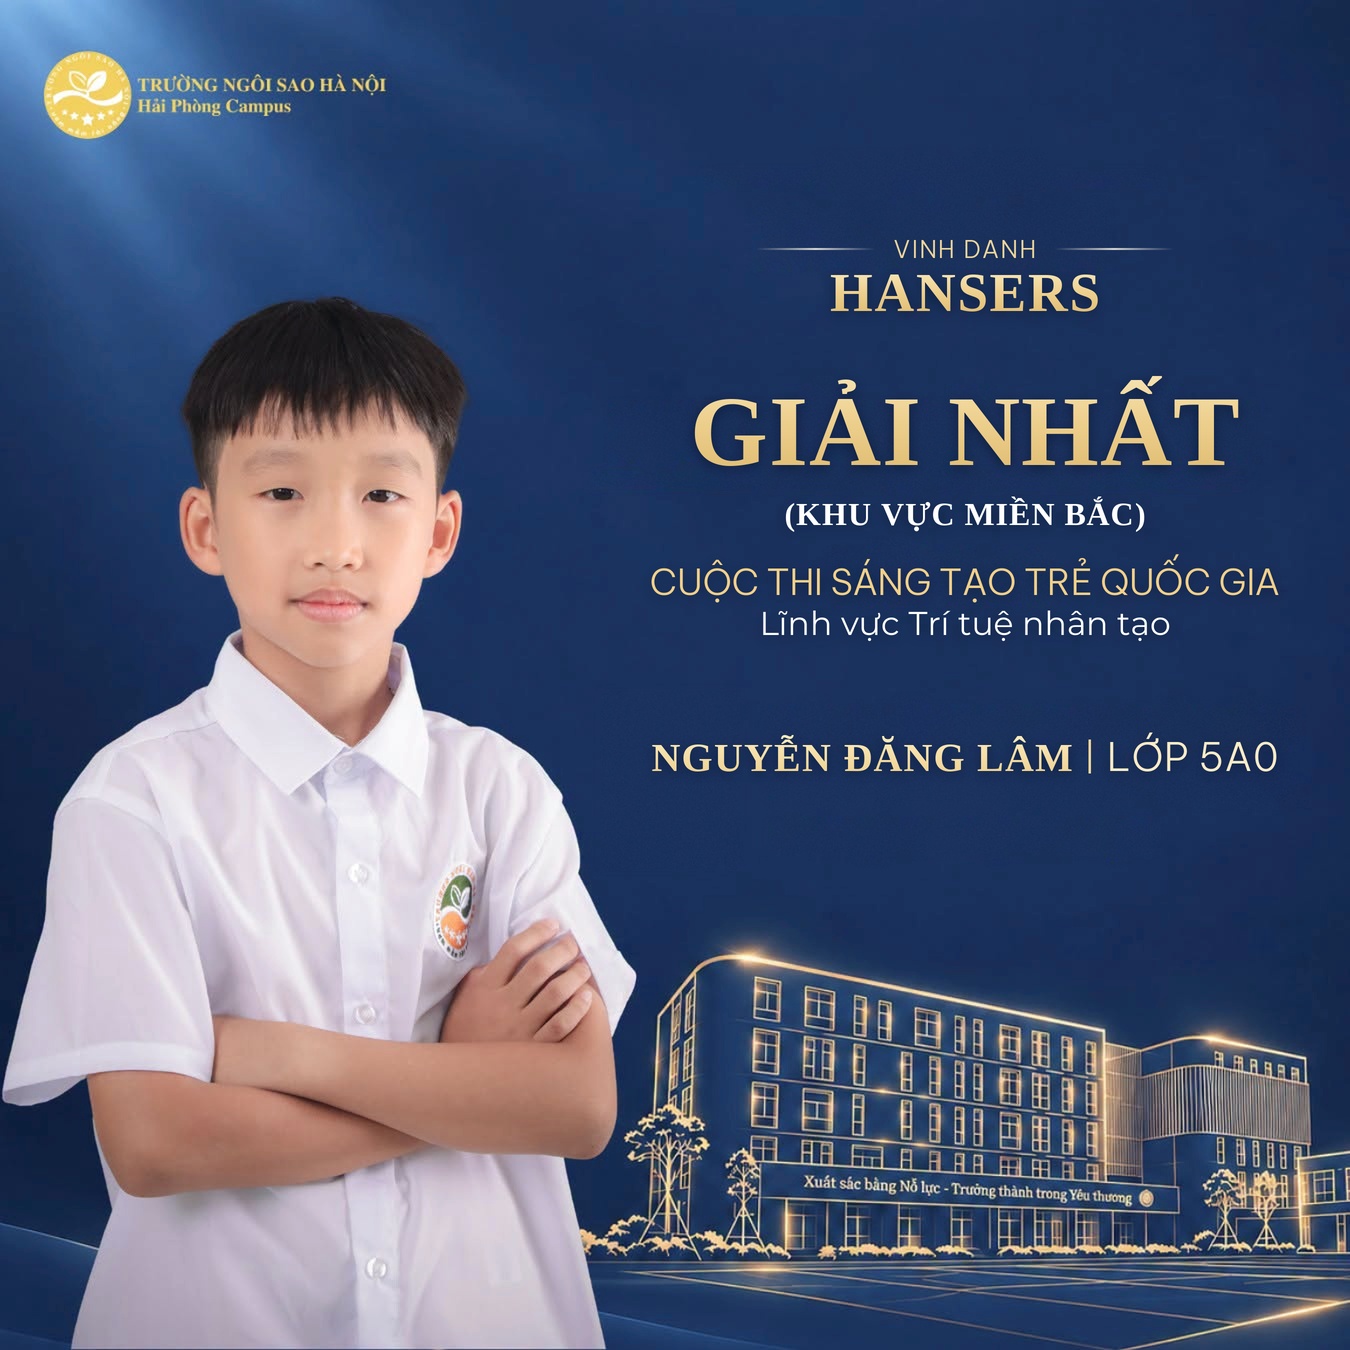 TRƯỜNG NGÔI SAO HÀ NỘI
Hải Phòng Campus
VINH DANH
HANSERS
GIẢI NHẤT
(KHU VỰC MIỀN BẮC)
CUỘC THI SÁNG TẠO TRẺ QUỐC GIA
Lĩnh vực Trí tuệ nhân tạo
NGUYỄN ĐĂNG LÂM | LỚP 5A0
Xuất sắc bằng Nỗ lực - Trưởng thành trong Yêu thương